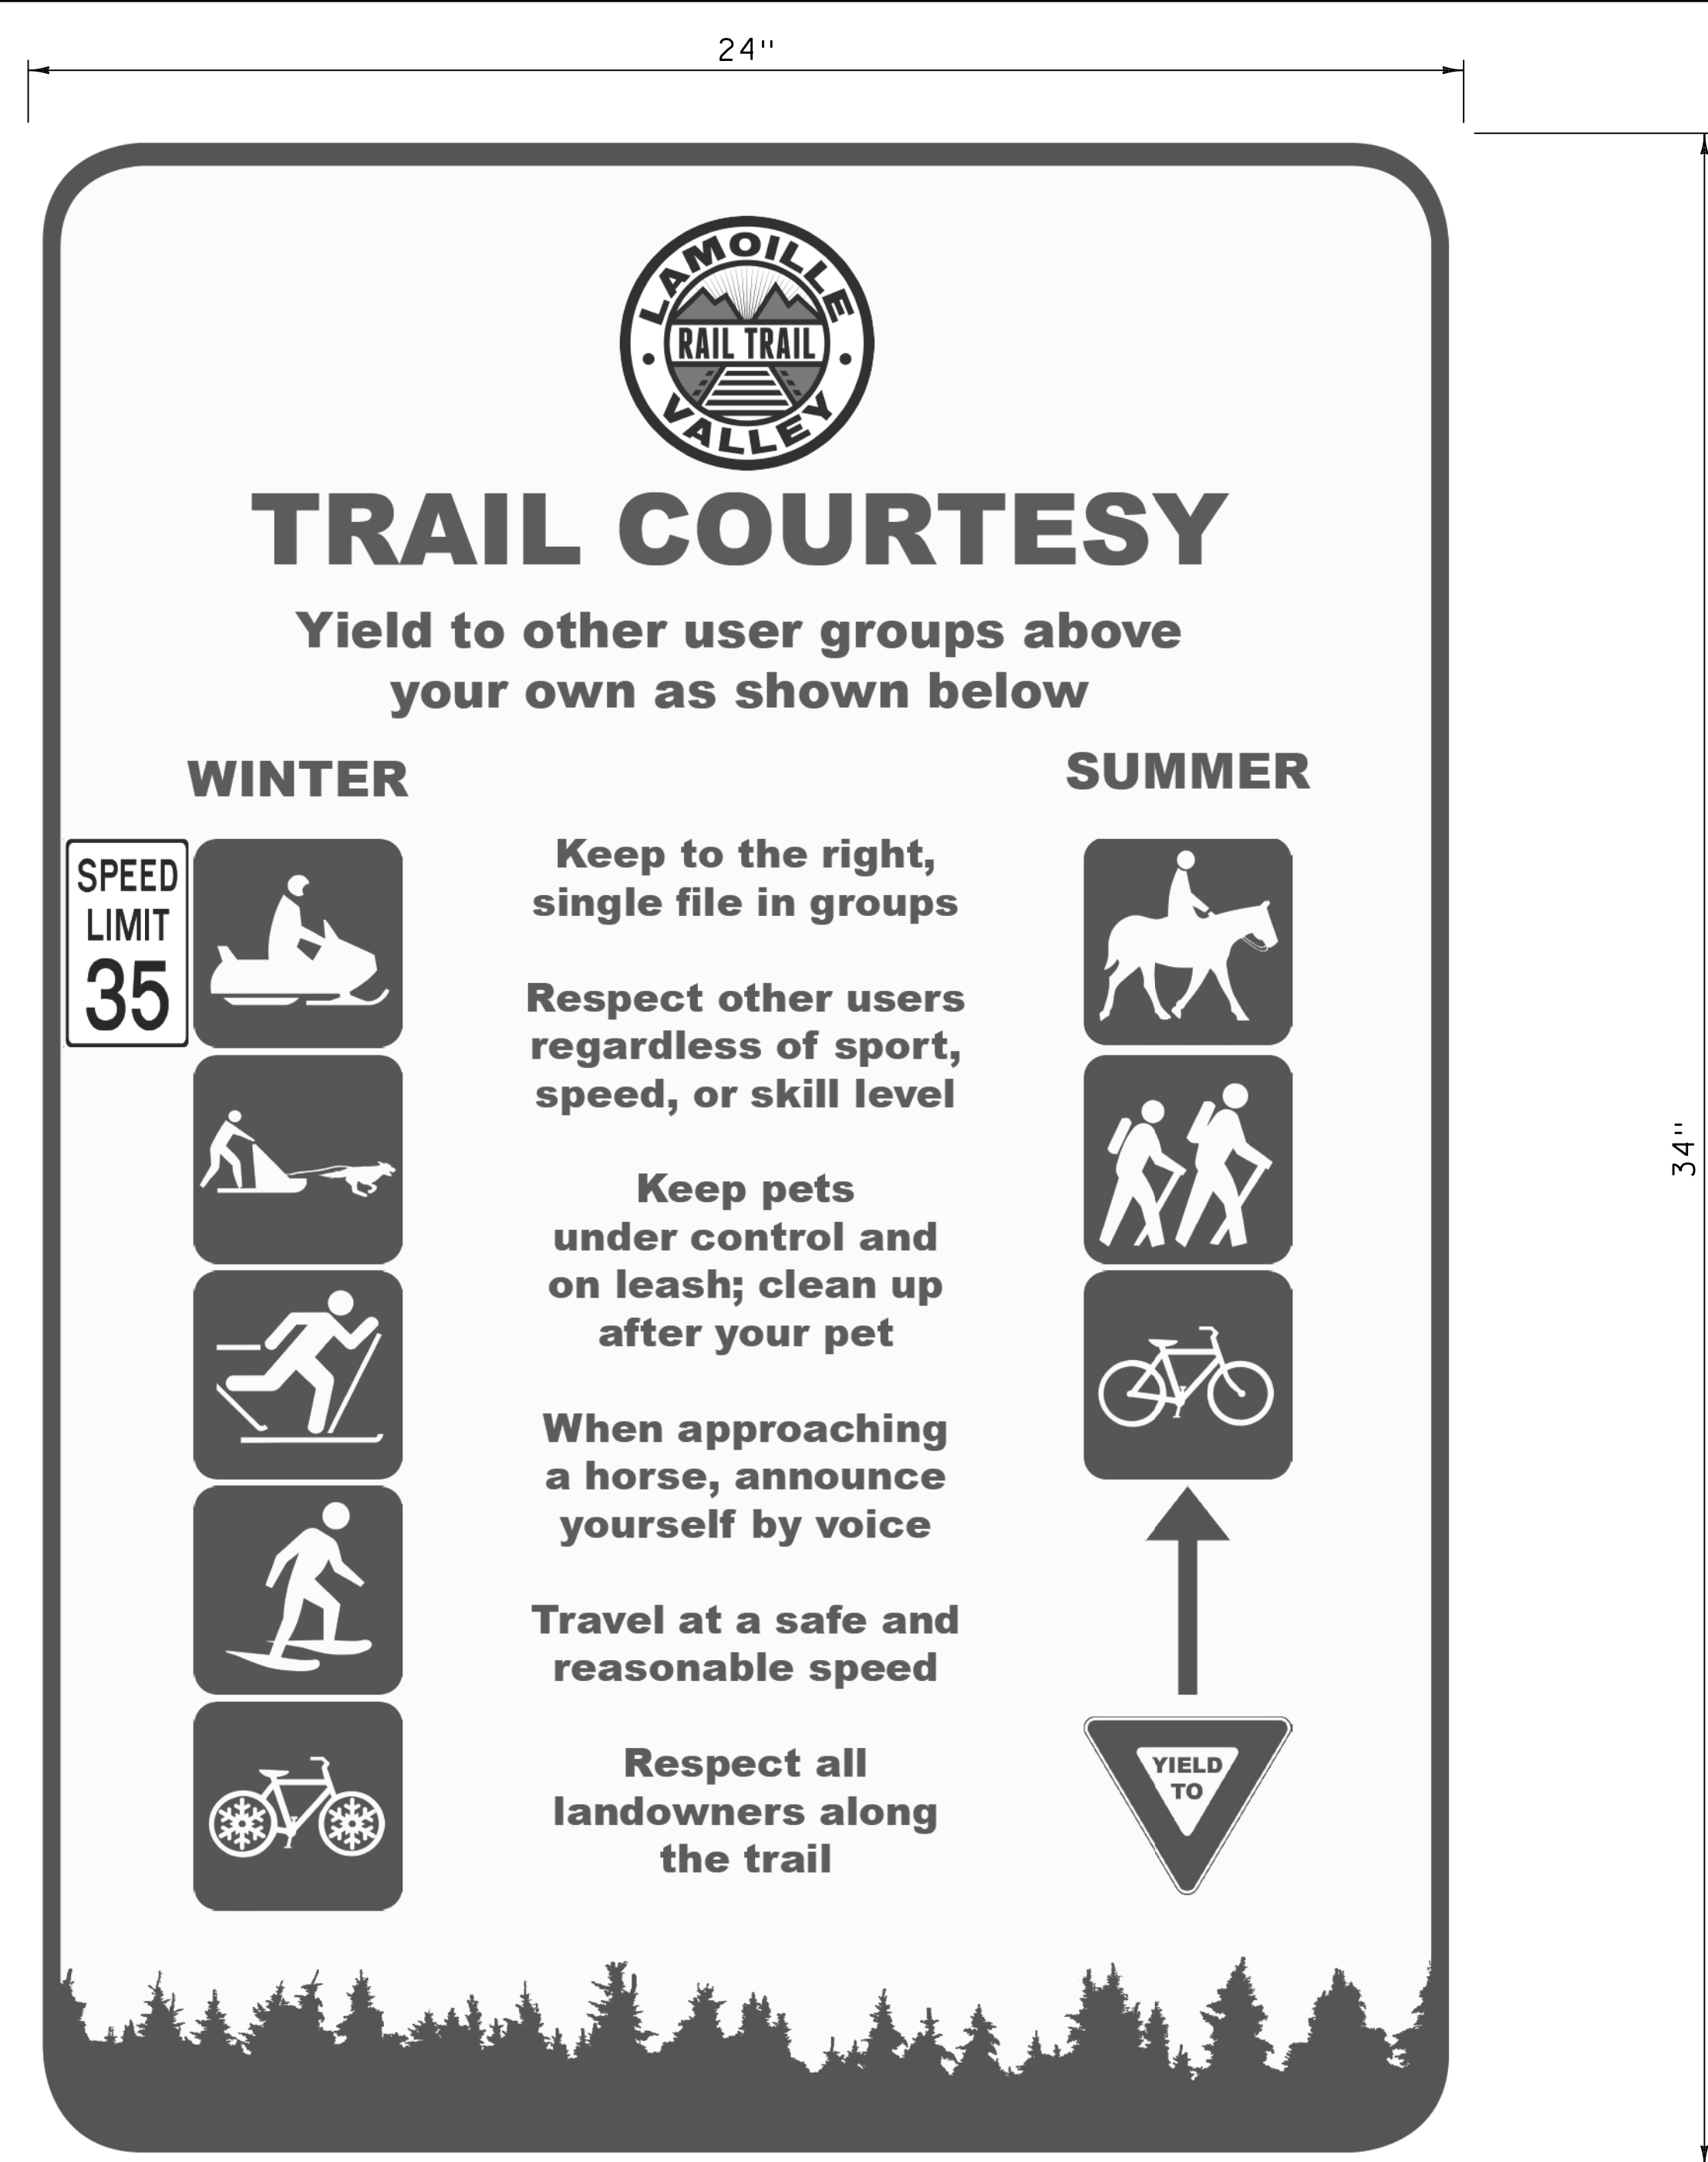 24"
LAMOILLE
RAIL TRAIL
VALLEY
TRAIL COURTESY
Yield to other user groups above
your own as shown below
WINTER
SUMMER
SPEED
LIMIT
35
Keep to the right,
single file in groups
Respect other users
regardless of sport,
speed, or skill level
Keep pets
under control and
on leash; clean up
after your pet
When approaching
a horse, announce
yourself by voice
Travel at a safe and
reasonable speed
Respect all
landowners along
the trail
YIELD
TO
34"